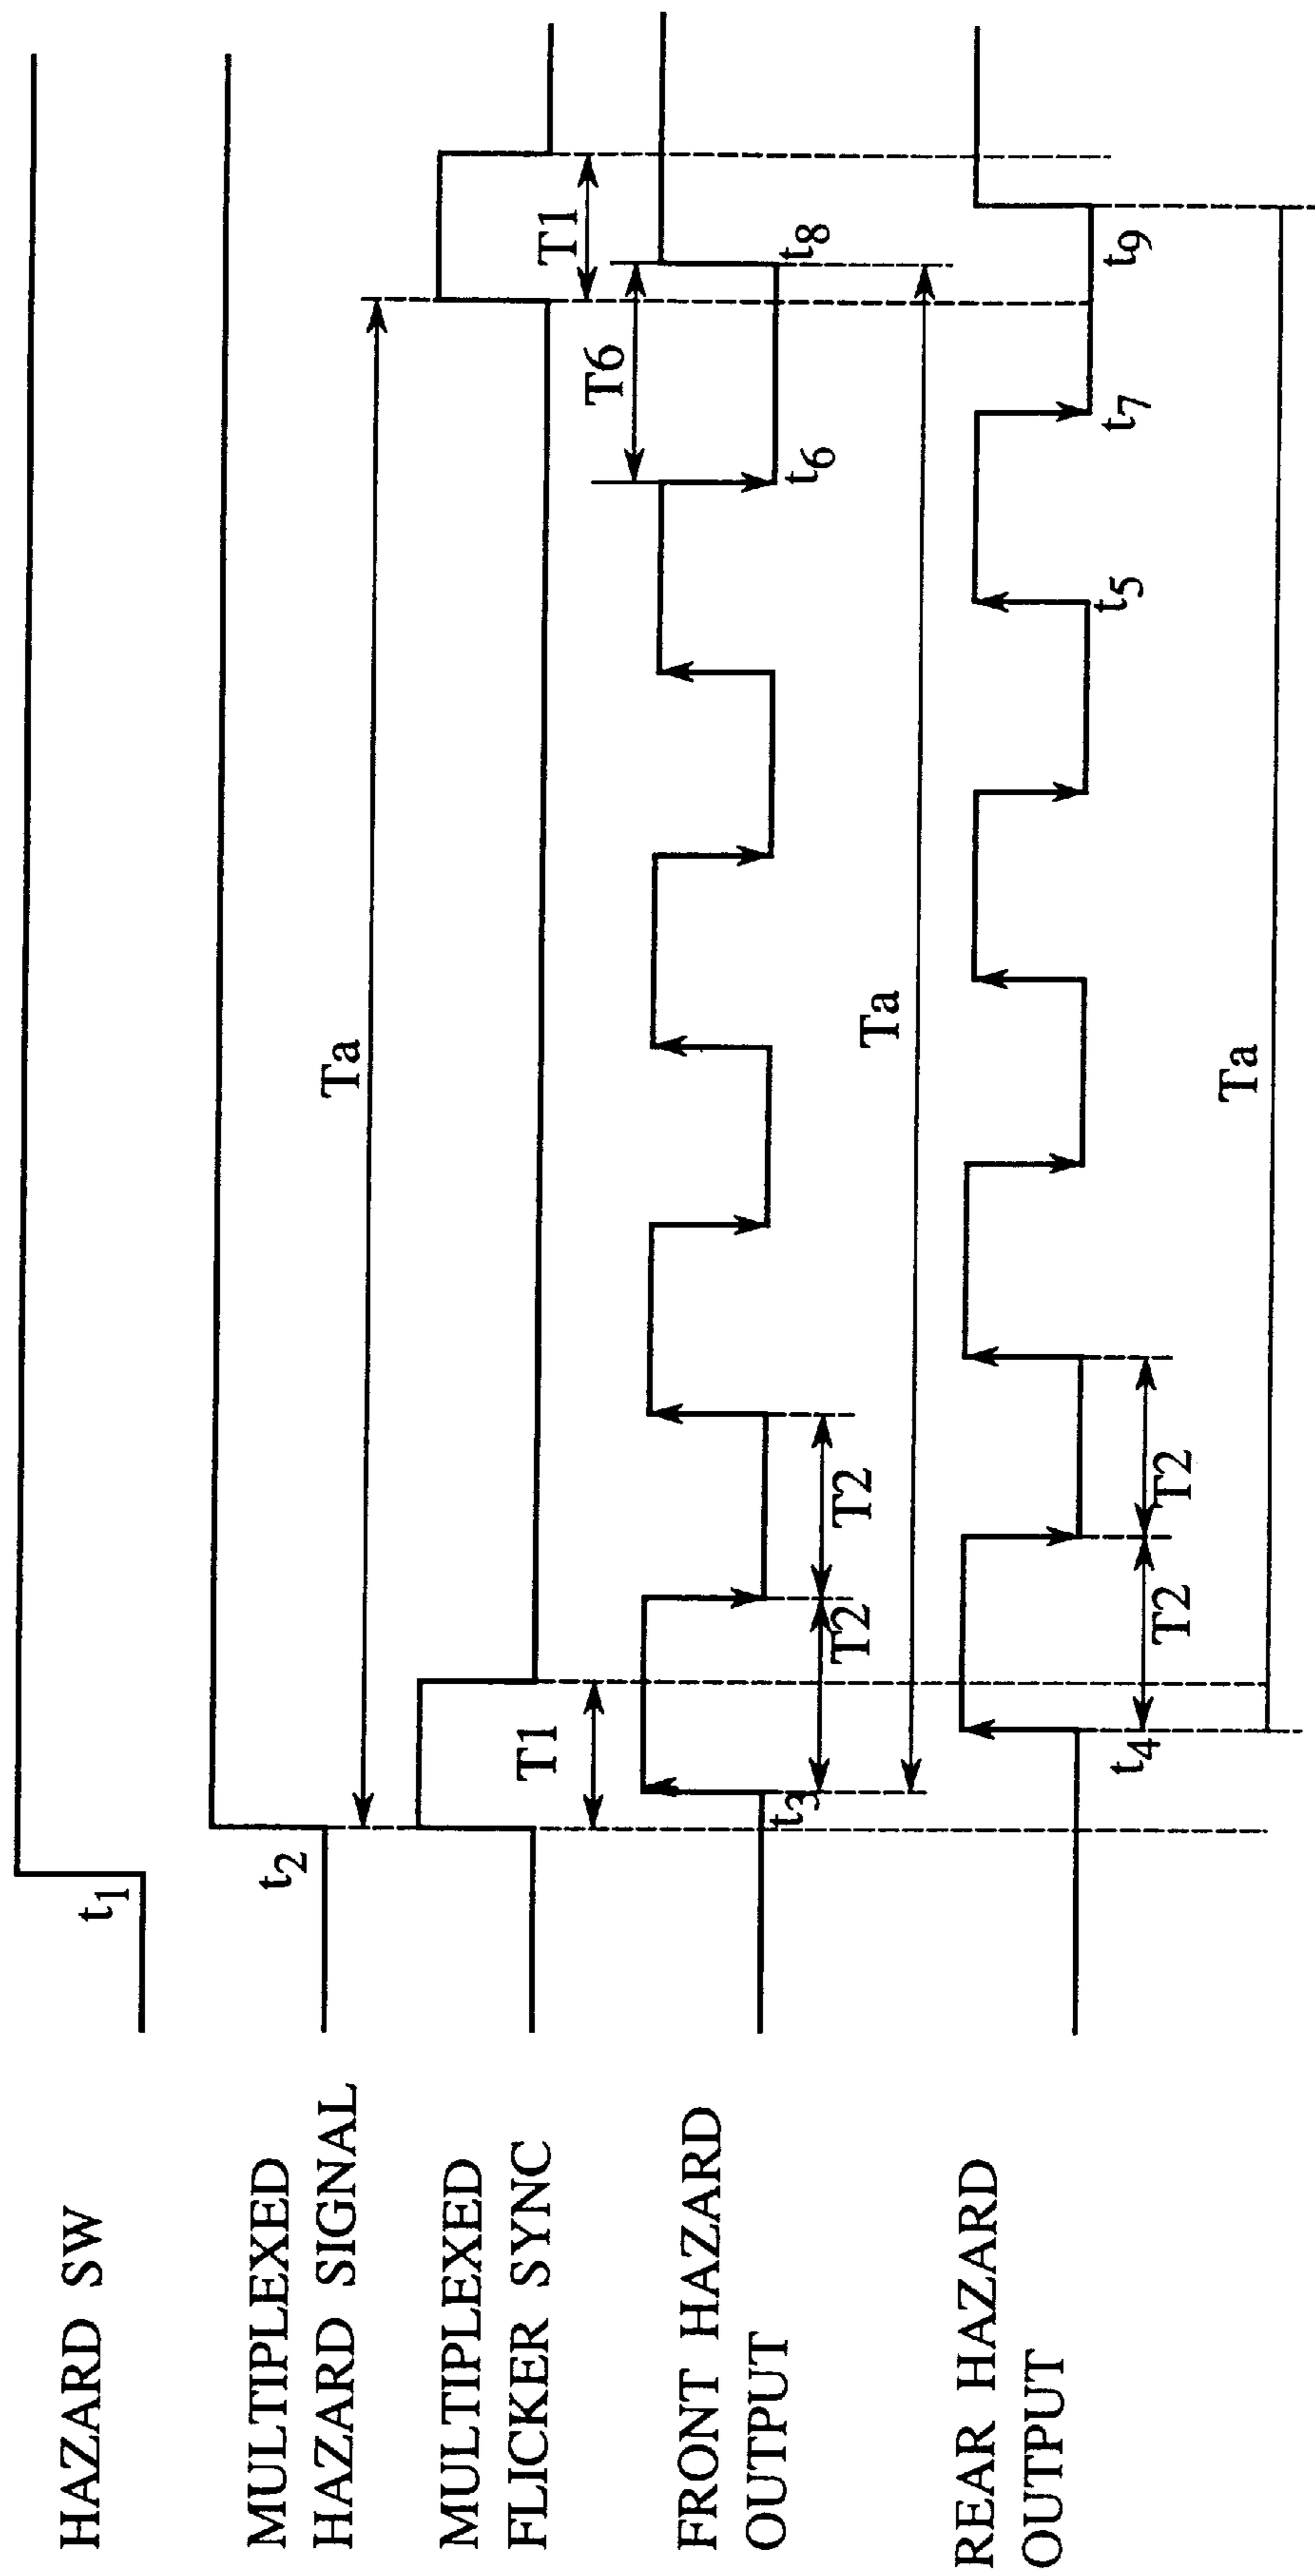 HAZARD SW
t1
MULTIPLEXED
HAZARD SIGNAL
t2
Ta
MULTIPLEXED
FLICKER SYNC
T1
T1
FRONT HAZARD
OUTPUT
T6
t3
t6
t8
T2
T2
Ta
REAR HAZARD
OUTPUT
t4
t5
t7
t9
T2
T2
Ta